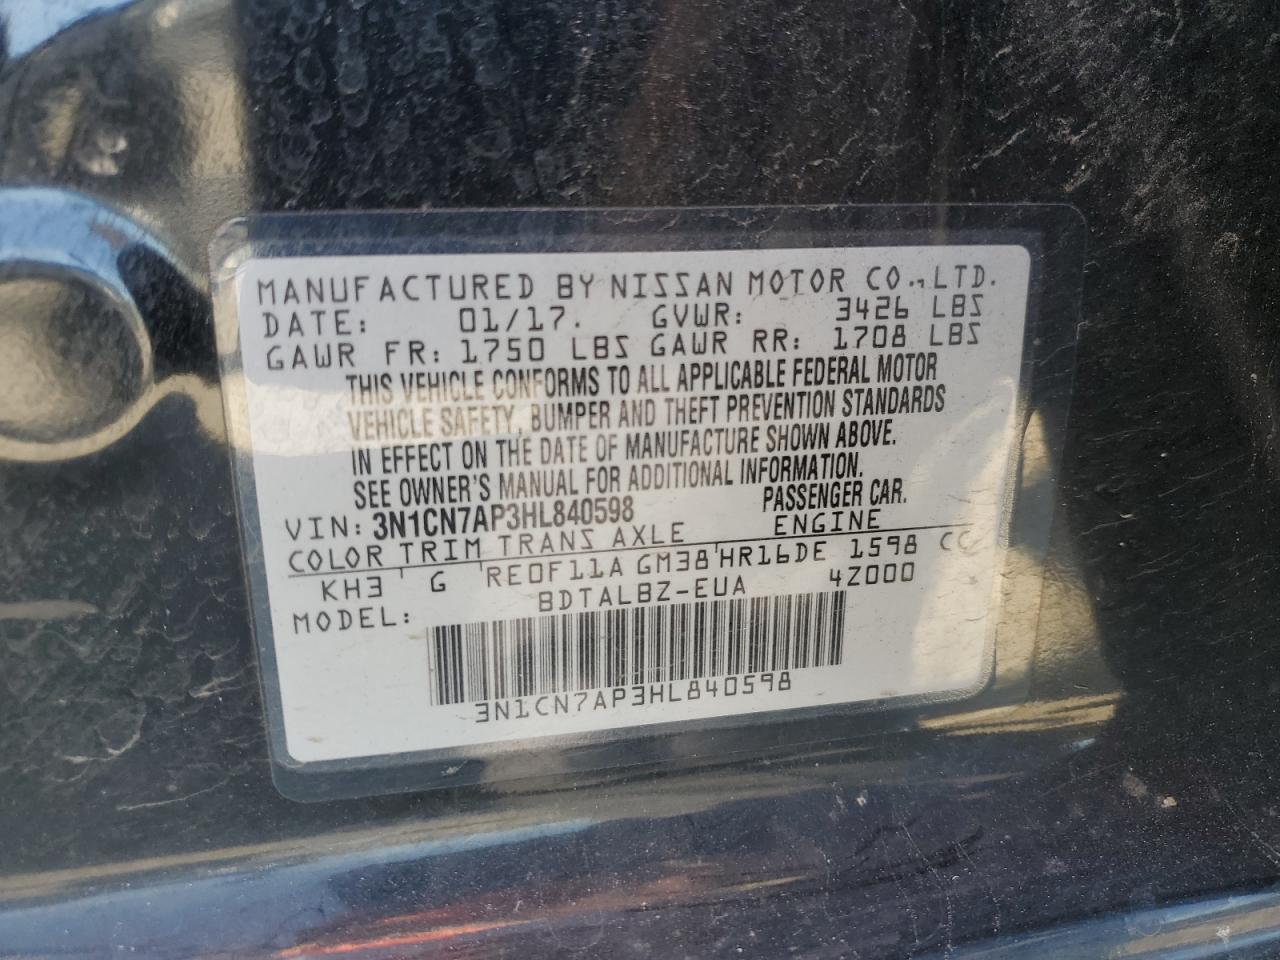 MANUFACTURED BY NISSAN MOTOR CO., LTD.
DATE: 01/17. GVWR: 3426 LBS
GAWR FR: 1750 LBS GAWR RR: 1708 LBS
THIS VEHICLE CONFORMS TO ALL APPLICABLE FEDERAL MOTOR
VEHICLE SAFETY, BUMPER AND THEFT PREVENTION STANDARDS
IN EFFECT ON THE DATE OF MANUFACTURE SHOWN ABOVE.
SEE OWNER'S MANUAL FOR ADDITIONAL INFORMATION.
VIN: 3N1CN7AP3HL840598 PASSENGER CAR.
COLOR TRIM TRANS AXLE ENGINE
KH3 ' G RE0F11A GM38 ' HR16DE 1598 CC
MODEL: BDTALBZ-EUA 4Z000
3N1CN7AP3HL840598